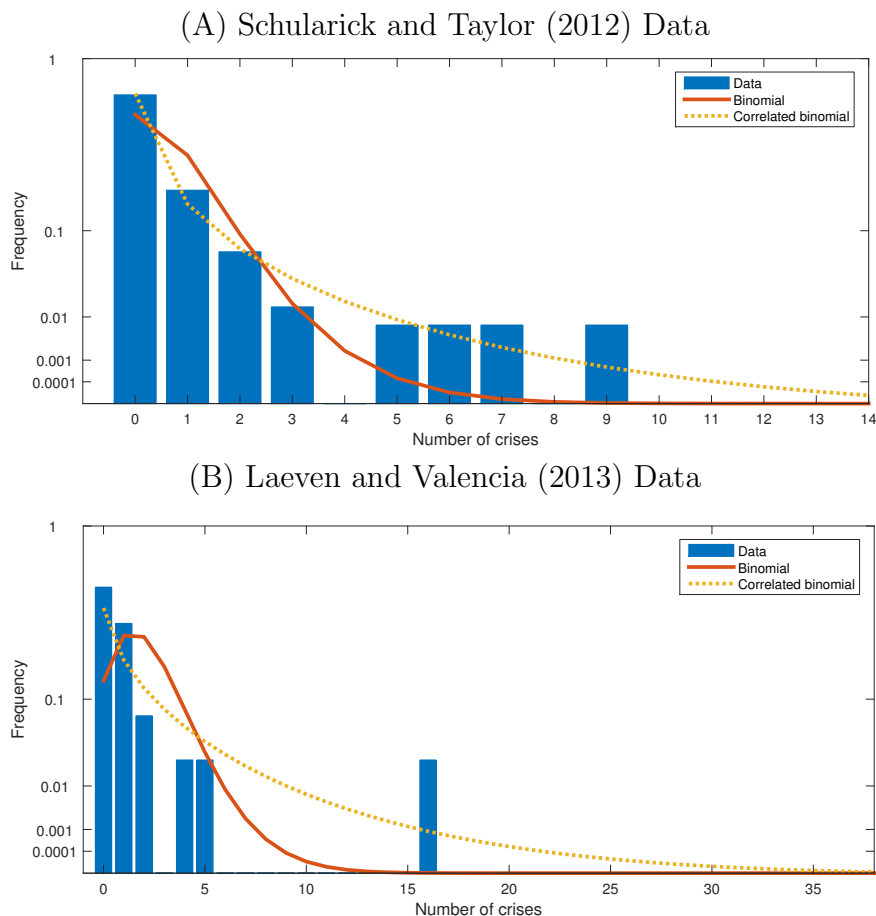 (A) Schularick and Taylor (2012) Data
1
0.1
0.01
0.001
0.0001
Frequency
Data
Binomial
Correlated binomial
0 1 2 3 4 5 6 7 8 9 10 11 12 13 14
Number of crises
(B) Laeven and Valencia (2013) Data
1
0.1
0.01
0.001
0.0001
Frequency
Data
Binomial
Correlated binomial
0 5 10 15 20 25 30 35
Number of crises